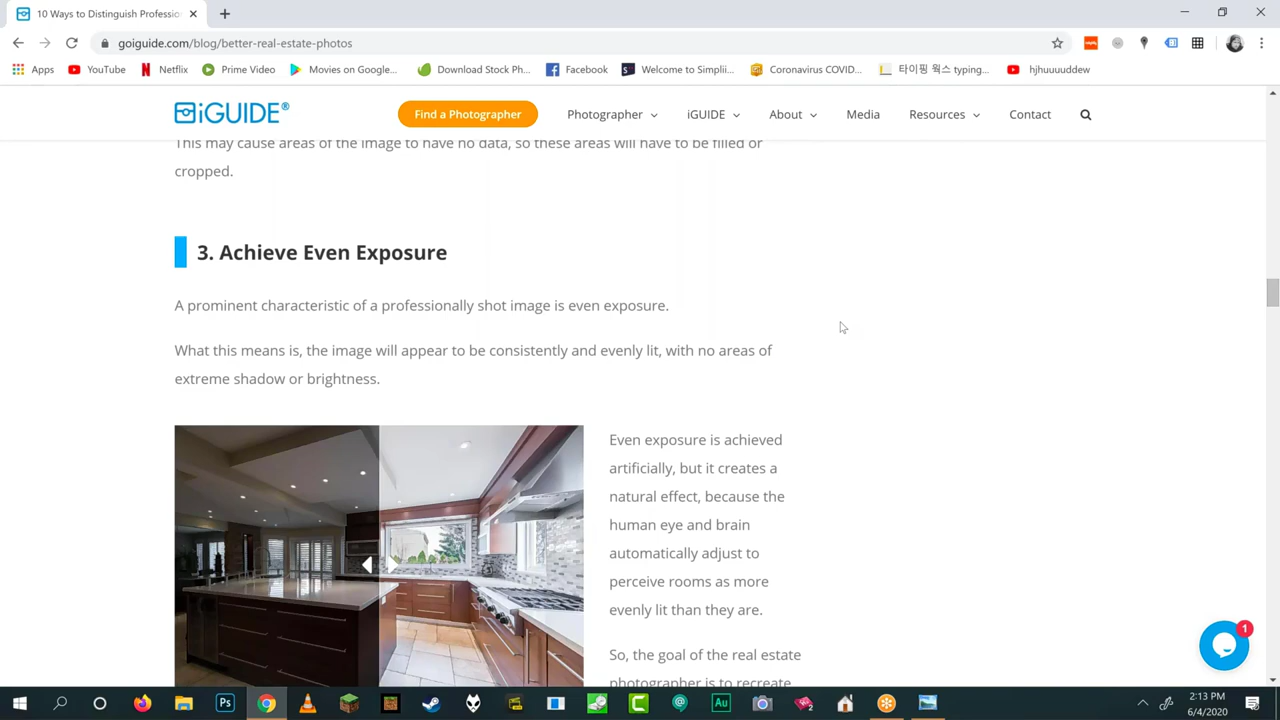 10 Ways to Distinguish Professio
goiguide.com/blog/better-real-estate-photos
Apps YouTube Netflix Prime Video Movies on Google... Download Stock Ph... Facebook Welcome to Simplii... Coronavirus COVID... 타이핑 웍스 typing... hjhuuuuddew
iGUIDE® Find a Photographer Photographer iGUIDE About Media Resources Contact
This may cause areas of the image to have no data, so these areas will have to be filled or
cropped.
3. Achieve Even Exposure
A prominent characteristic of a professionally shot image is even exposure.
What this means is, the image will appear to be consistently and evenly lit, with no areas of
extreme shadow or brightness.
Even exposure is achieved
artificially, but it creates a
natural effect, because the
human eye and brain
automatically adjust to
perceive rooms as more
evenly lit than they are.
So, the goal of the real estate
photographer is to recreate
1
Ps
Au
2:13 PM
6/4/2020